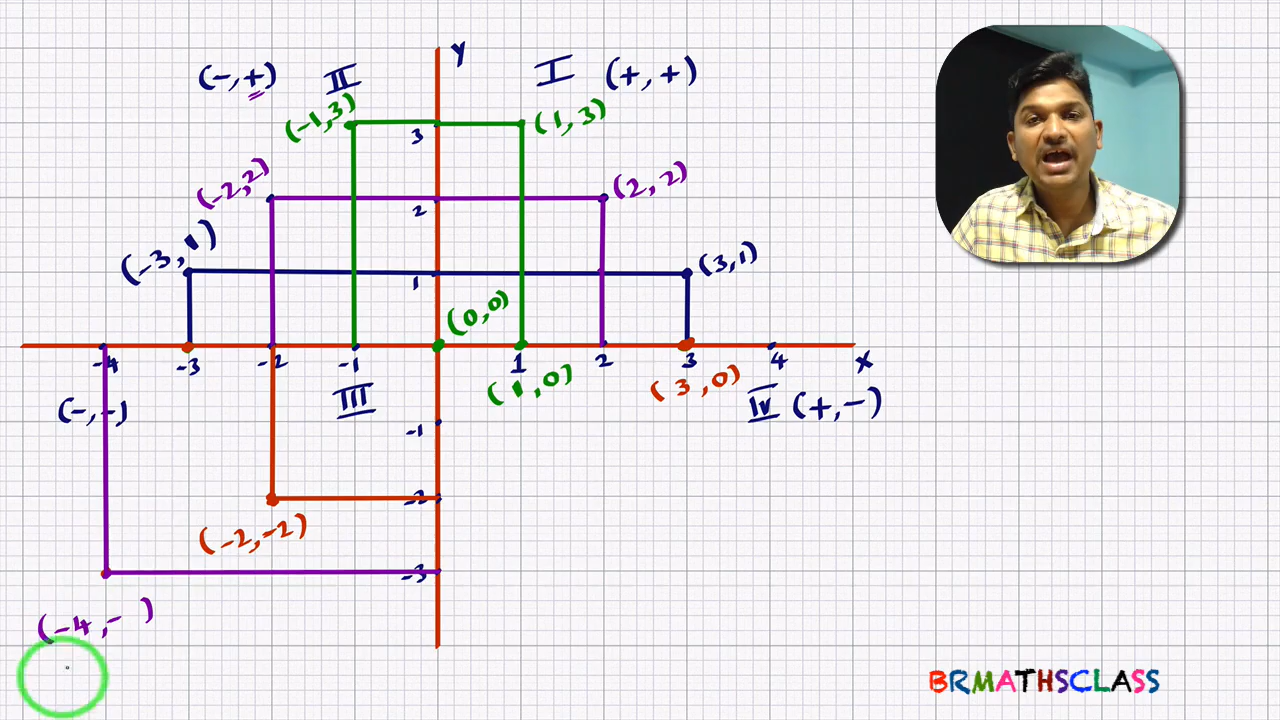 Y
(-,+) II I (+,+)
(-1,3) 3 (1,3)
(-2,2) 2 (2,2)
(-3,1) 1 (3,1)
(0,0)
-4 -3 -2 -1 1 2 3 4 X
(1,0) (3,0)
(-,-) III IV (+,-)
-1
-2
(-2,-2)
-3
(-4,- )
BRMATHSCLASS